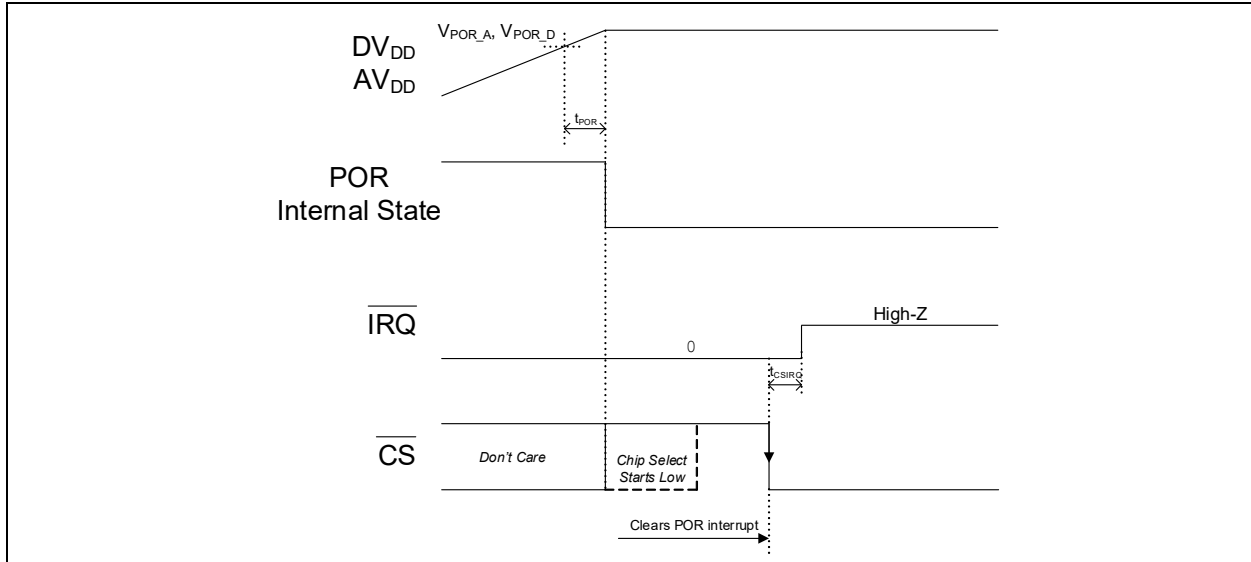 V_POR_A, V_POR_D
DV_DD
AV_DD
t_POR
POR
Internal State
IRQ
High-Z
0
t_CSIRQ
CS
Don't Care
Chip Select
Starts Low
Clears POR interrupt